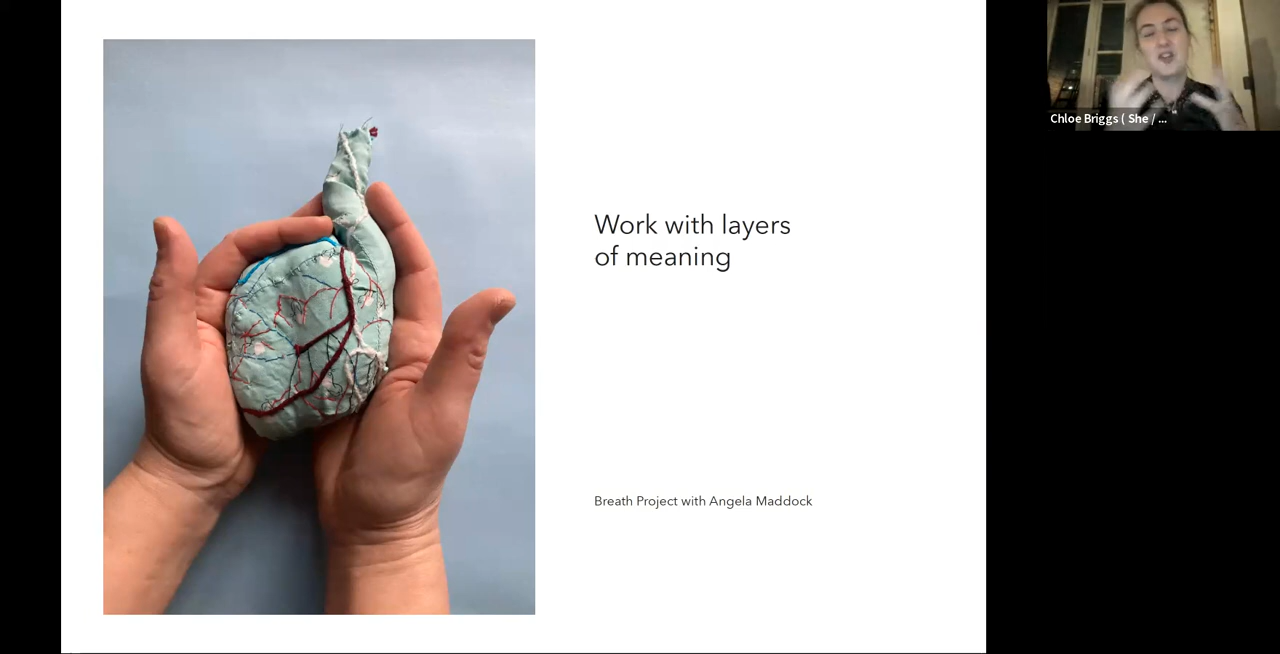 Work with layers
of meaning
Breath Project with Angela Maddock
Chloe Briggs ( She / ...